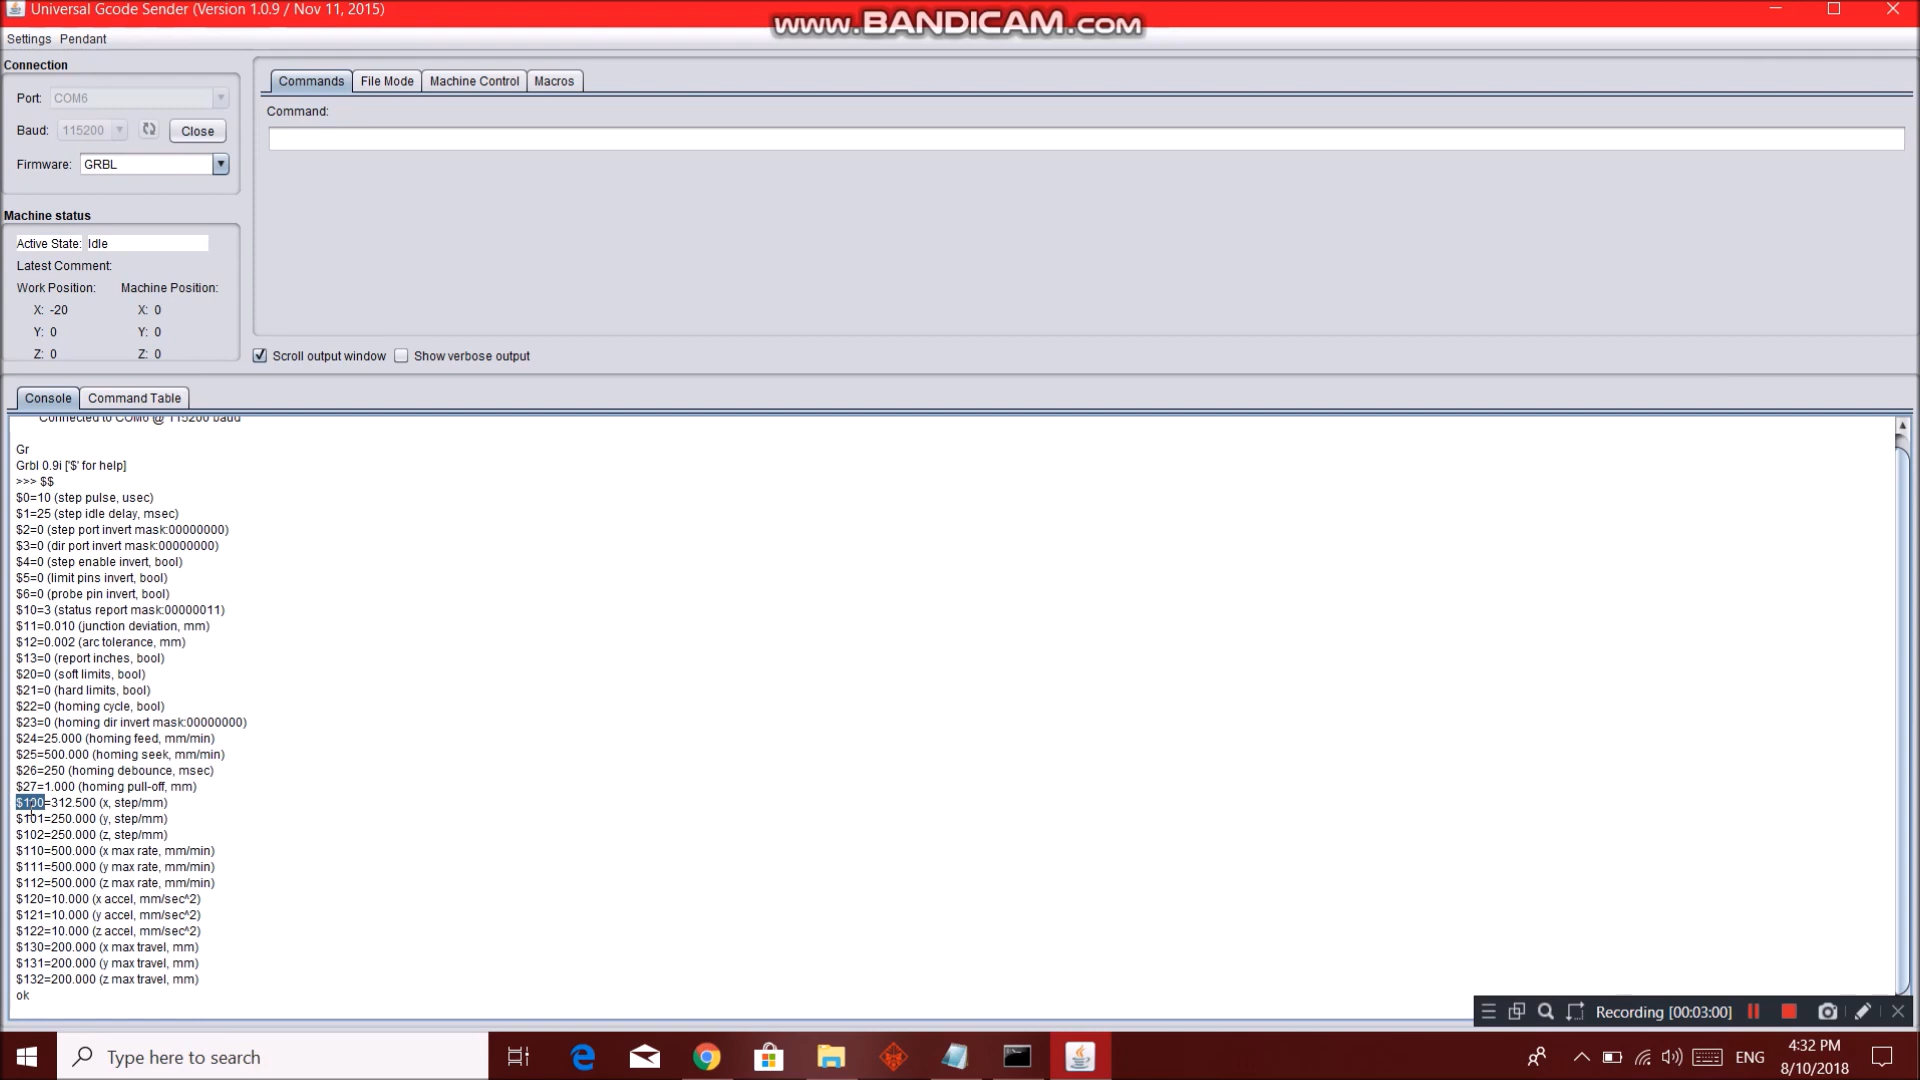 Universal Gcode Sender (Version 1.0.9 / Nov 11, 2015)
www.BANDICAM.com
Settings Pendant
Connection
Port: COM6
Baud: 115200 Close
Firmware: GRBL
Commands File Mode Machine Control Macros
Command:
Machine status
Active State: Idle
Latest Comment:
Work Position: Machine Position:
X: -20 X: 0
Y: 0 Y: 0
Z: 0 Z: 0
Scroll output window Show verbose output
Console Command Table
Connected to COM6 @ 115200 baud
Gr
Grbl 0.9i ['$' for help]
>>> $$
$0=10 (step pulse, usec)
$1=25 (step idle delay, msec)
$2=0 (step port invert mask:00000000)
$3=0 (dir port invert mask:00000000)
$4=0 (step enable invert, bool)
$5=0 (limit pins invert, bool)
$6=0 (probe pin invert, bool)
$10=3 (status report mask:00000011)
$11=0.010 (junction deviation, mm)
$12=0.002 (arc tolerance, mm)
$13=0 (report inches, bool)
$20=0 (soft limits, bool)
$21=0 (hard limits, bool)
$22=0 (homing cycle, bool)
$23=0 (homing dir invert mask:00000000)
$24=25.000 (homing feed, mm/min)
$25=500.000 (homing seek, mm/min)
$26=250 (homing debounce, msec)
$27=1.000 (homing pull-off, mm)
$100=312.500 (x, step/mm)
$101=250.000 (y, step/mm)
$102=250.000 (z, step/mm)
$110=500.000 (x max rate, mm/min)
$111=500.000 (y max rate, mm/min)
$112=500.000 (z max rate, mm/min)
$120=10.000 (x accel, mm/sec^2)
$121=10.000 (y accel, mm/sec^2)
$122=10.000 (z accel, mm/sec^2)
$130=200.000 (x max travel, mm)
$131=200.000 (y max travel, mm)
$132=200.000 (z max travel, mm)
ok
Recording [00:03:00]
Type here to search
ENG
4:32 PM
8/10/2018